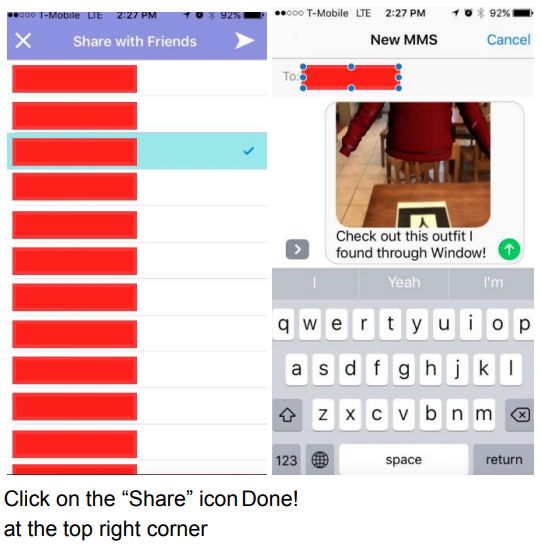 ●●○○○ T-Mobile LTE 2:27 PM 92%
Share with Friends
●●○○○ T-Mobile LTE 2:27 PM 92%
New MMS Cancel
To:
人
Check out this outfit I
found through Window!
I Yeah I'm
q w e r t y u i o p
a s d f g h j k l
z x c v b n m
123 space return
Click on the “Share” icon
at the top right corner
Done!